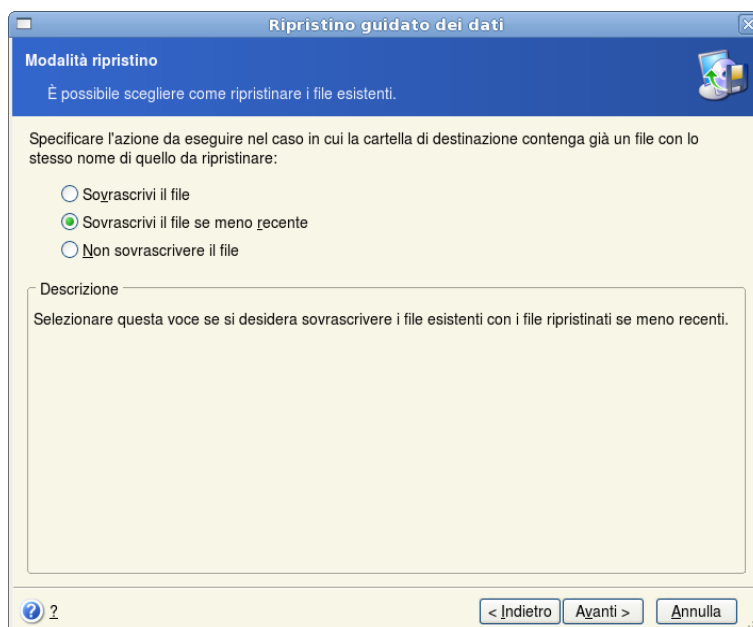 Ripristino guidato dei dati
Modalità ripristino
È possibile scegliere come ripristinare i file esistenti.
Specificare l'azione da eseguire nel caso in cui la cartella di destinazione contenga già un file con lo
stesso nome di quello da ripristinare:
Sovrascrivi il file
Sovrascrivi il file se meno recente
Non sovrascrivere il file
Descrizione
Selezionare questa voce se si desidera sovrascrivere i file esistenti con i file ripristinati se meno recenti.
? ? < Indietro Avanti > Annulla